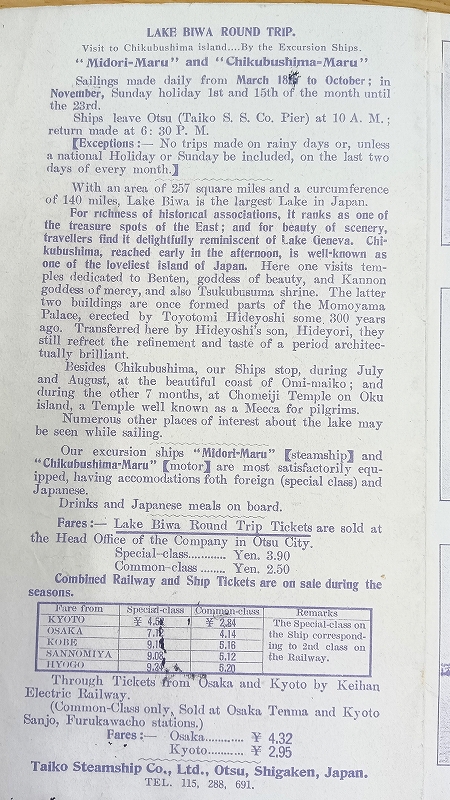 LAKE BIWA ROUND TRIP.
Visit to Chikubushima island....By the Excursion Ships.
"Midori-Maru" and "Chikubushima-Maru"
Sailings made daily from March to October; in
November, Sunday holiday 1st and 15th of the month until
the 23rd.
Ships leave Otsu (Taiko S. S. Co. Pier) at 10 A. M.;
return made at 6: 30 P. M.
【Exceptions:— No trips made on rainy days or, unless
a national Holiday or Sunday be included, on the last two
days of every month.】
With an area of 257 square miles and a curcumference
of 140 miles, Lake Biwa is the largest Lake in Japan.
For richness of historical associations, it ranks as one of
the treasure spots of the East; and for beauty of scenery,
travellers find it delightfully reminiscent of Lake Geneva. Chi-
kubushima, reached early in the afternoon, is well-known as
one of the loveliest island of Japan. Here one visits tem-
ples dedicated to Benten, goddess of beauty, and Kannon
goddess of mercy, and also Tsukubusuma shrine. The latter
two buildings are once formed parts of the Momoyama
Palace, erected by Toyotomi Hideyoshi some 300 years
ago. Transferred here by Hideyoshi's son, Hideyori, they
still refrect the refinement and taste of a period architec-
tually brilliant.
Besides Chikubushima, our Ships stop, during July
and August, at the beautiful coast of Omi-maiko; and
during the other 7 months, at Chomeiji Temple on Oku
island, a Temple well known as a Mecca for pilgrims.
Numerous other places of interest about the lake may
be seen while sailing.
Our excursion ships "Midori-Maru" 【steamship】 and
"Chikubushima-Maru" 【motor】 are most satisfactorily equ-
ipped, having accomodations foth foreign (special class) and
Japanese.
Drinks and Japanese meals on board.
Fares:— Lake Biwa Round Trip Tickets are sold at
the Head Office of the Company in Otsu City.
Special-class............ Yen. 3.90
Common-class ........ Yen. 2.50
Combined Railway and Ship Tickets are on sale during the
seasons.
Fare from Special-class Common-class Remarks
KYOTO ¥ ¥ 2.84 The Special-class on
OSAKA 4.14 the Ship correspond-
KOBE 5.16 ing to 2nd class on
SANNOMIYA 5.12 the Railway.
HYOGO 5.20
Through Tickets from Osaka and Kyoto by Keihan
Electric Railway.
(Common-Class only, Sold at Osaka Tenma and Kyoto
Sanjo, Furukawacho stations.)
Fares:— Osaka............ ¥ 4.32
Kyoto........... ¥ 2.95
Taiko Steamship Co., Ltd., Otsu, Shigaken, Japan.
TEL. 115, 288, 691.